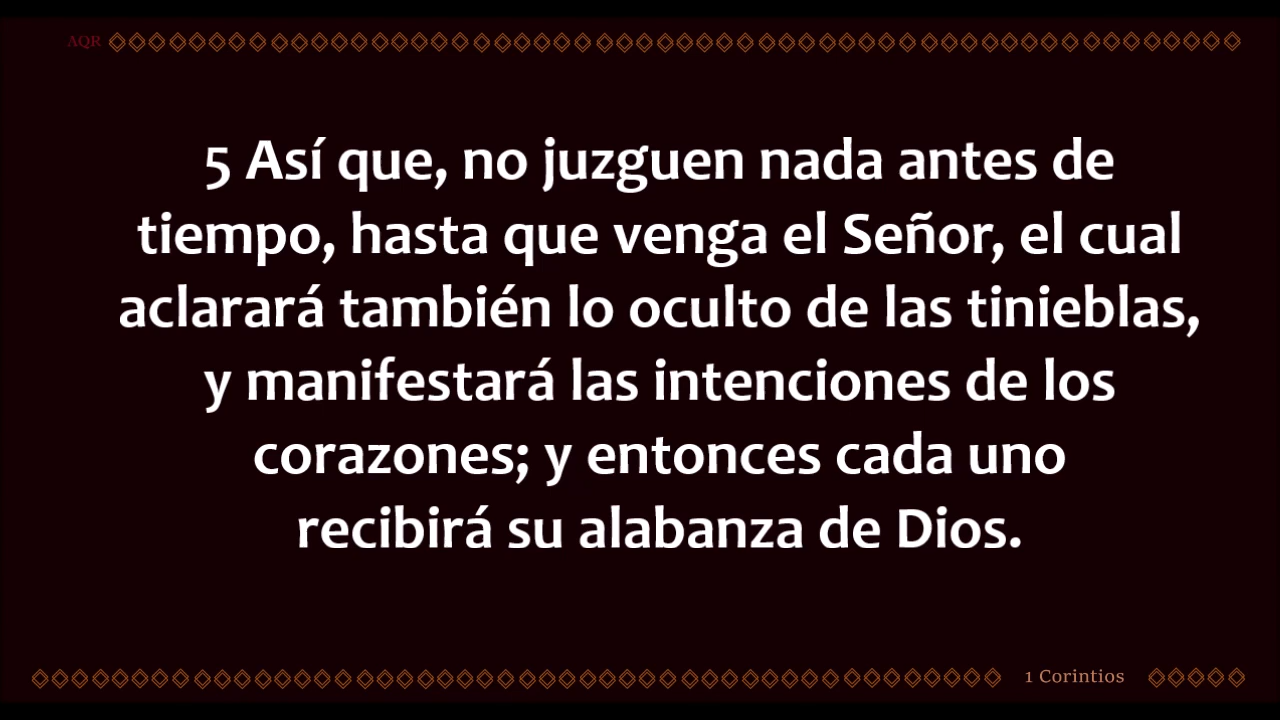 AQR
5 Así que, no juzguen nada antes de
tiempo, hasta que venga el Señor, el cual
aclarará también lo oculto de las tinieblas,
y manifestará las intenciones de los
corazones; y entonces cada uno
recibirá su alabanza de Dios.
1 Corintios